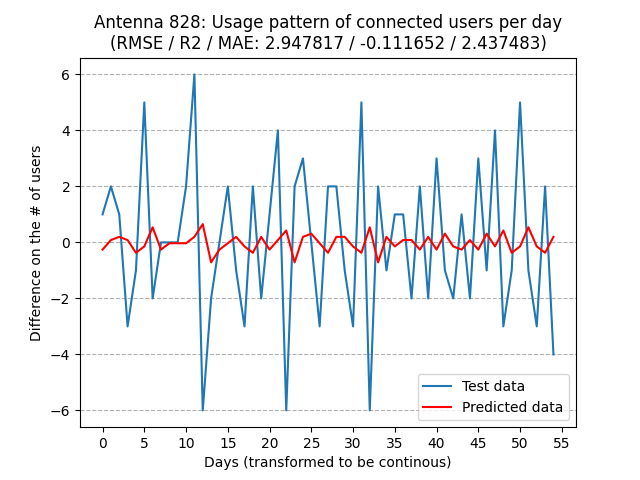 Antenna 828: Usage pattern of connected users per day
(RMSE / R2 / MAE: 2.947817 / -0.111652 / 2.437483)
Difference on the # of users
6
4
2
0
−2
−4
−6
Test data
Predicted data
0 5 10 15 20 25 30 35 40 45 50 55
Days (transformed to be continous)